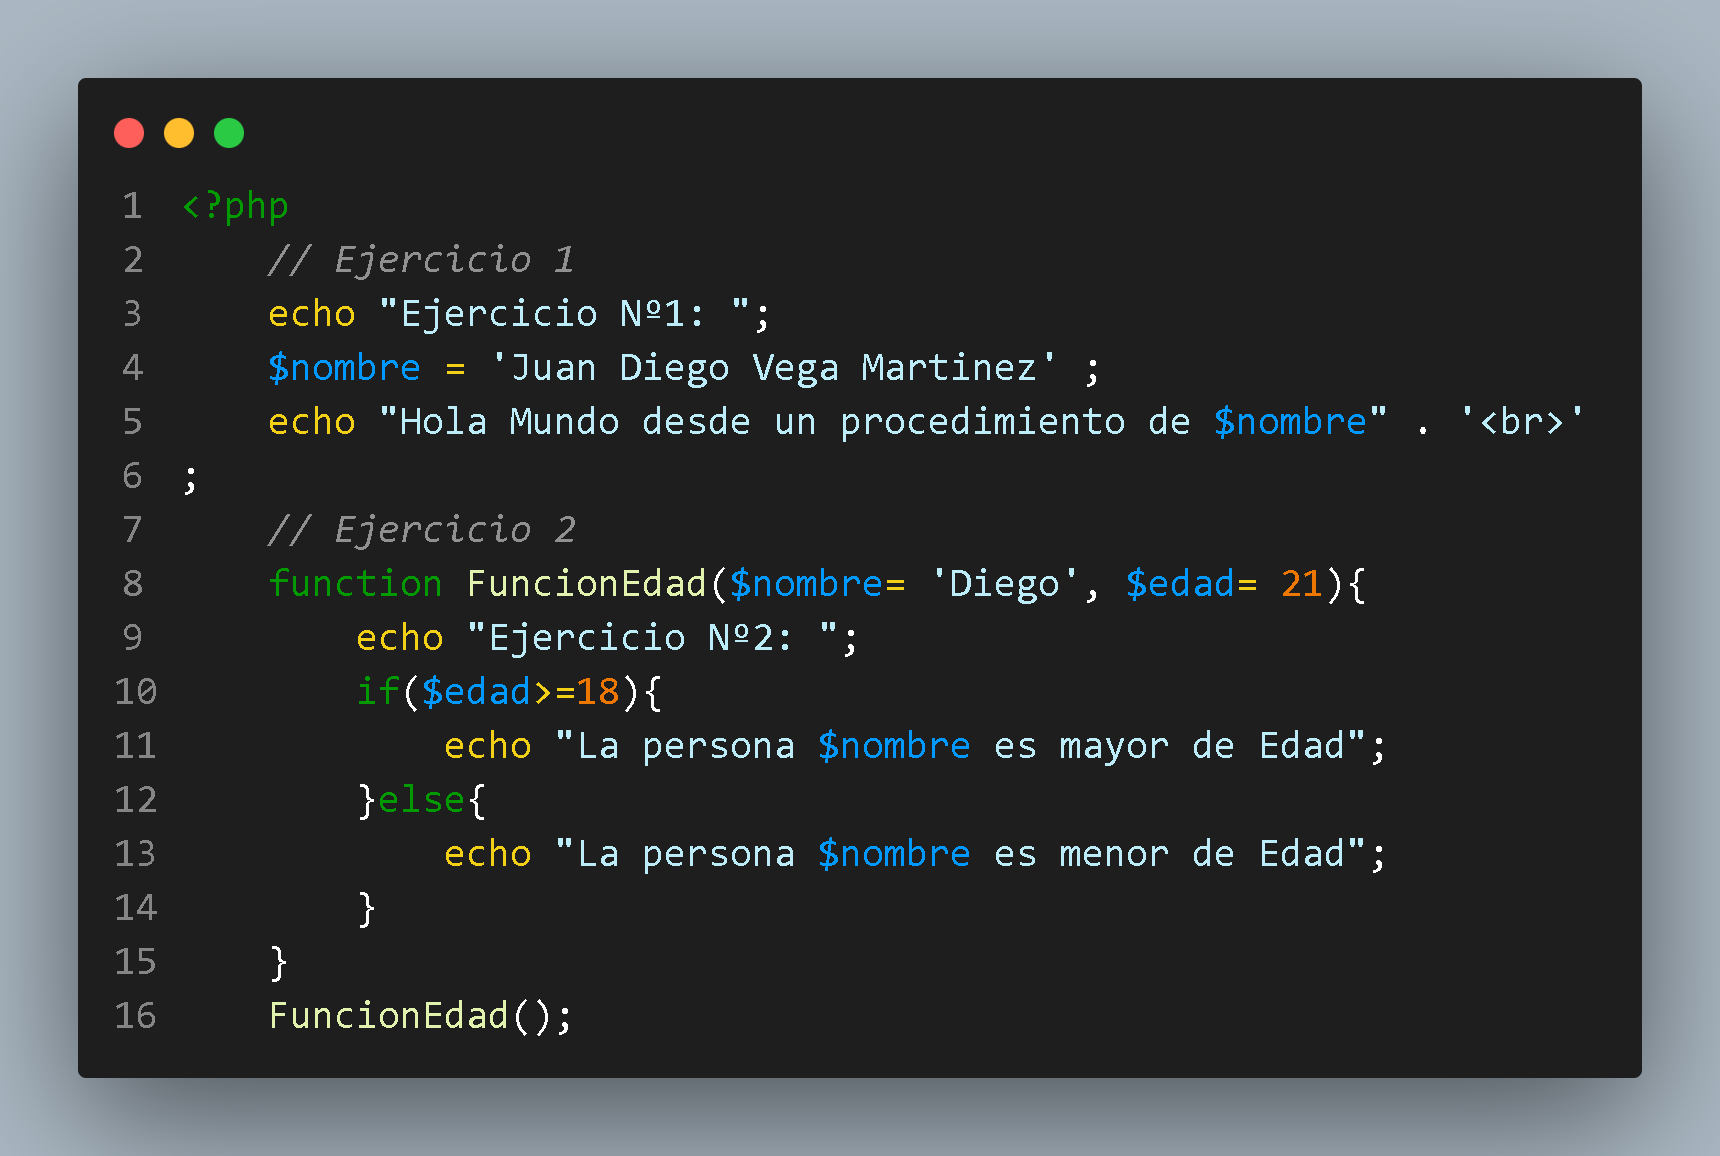 1 <?php
2     // Ejercicio 1
3     echo "Ejercicio Nº1: ";
4     $nombre = 'Juan Diego Vega Martinez' ;
5     echo "Hola Mundo desde un procedimiento de $nombre" . '<br>'
6 ;
7     // Ejercicio 2
8     function FuncionEdad($nombre= 'Diego', $edad= 21){
9         echo "Ejercicio Nº2: ";
10         if($edad>=18){
11             echo "La persona $nombre es mayor de Edad";
12         }else{
13             echo "La persona $nombre es menor de Edad";
14         }
15     }
16     FuncionEdad();